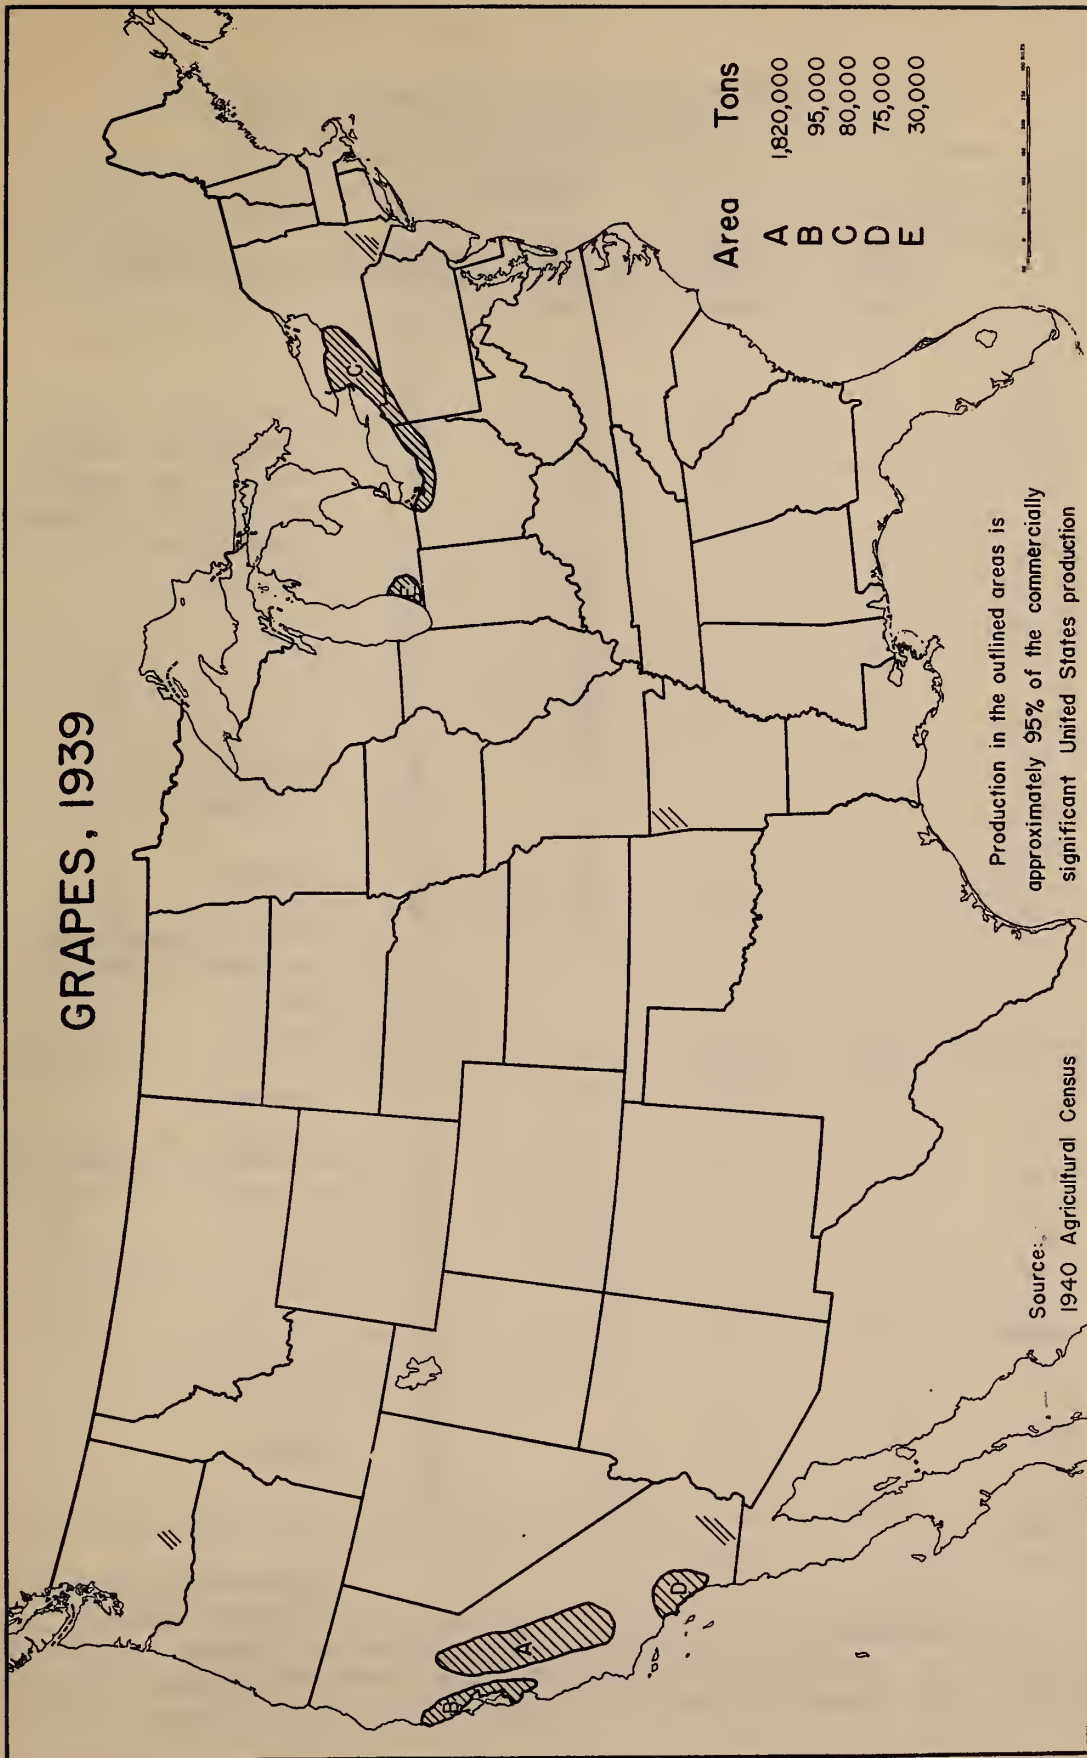 GRAPES, 1939
B
A
D
E
C
Area Tons
A 1,820,000
B 95,000
C 80,000
D 75,000
E 30,000
Source:
1940 Agricultural Census
Production in the outlined areas is
approximately 95% of the commercially
significant United States production